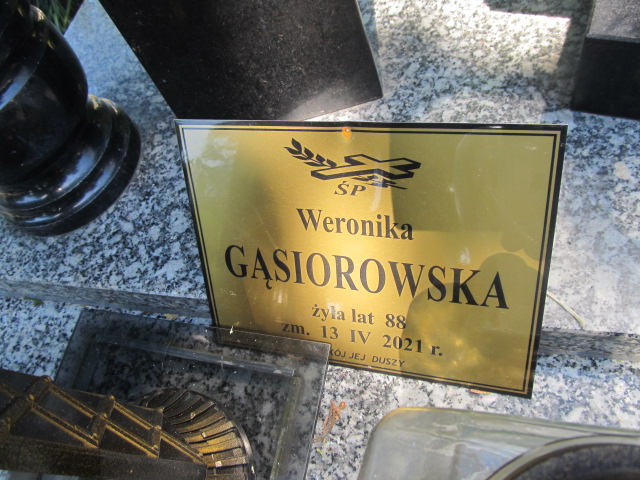 ŚP
Weronika
GĄSIOROWSKA
żyła lat 88
zm. 13 IV 2021 r.
JEJ DUSZY